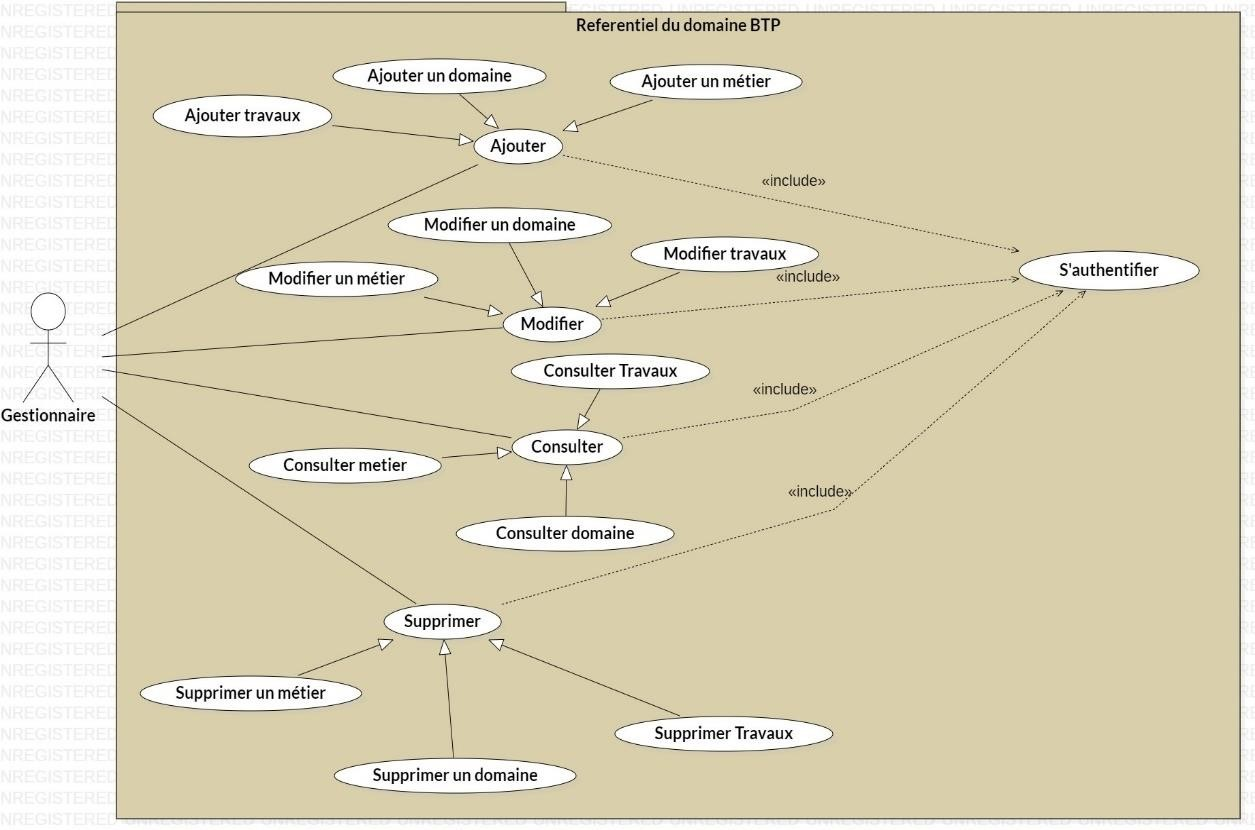 Referentiel du domaine BTP
Ajouter un domaine
Ajouter un métier
Ajouter travaux
Ajouter
«include»
Modifier un domaine
Modifier travaux
«include»
Modifier un métier
S'authentifier
Modifier
Consulter Travaux
«include»
Gestionnaire
Consulter
Consulter metier
«include»
Consulter domaine
Supprimer
Supprimer un métier
Supprimer Travaux
Supprimer un domaine